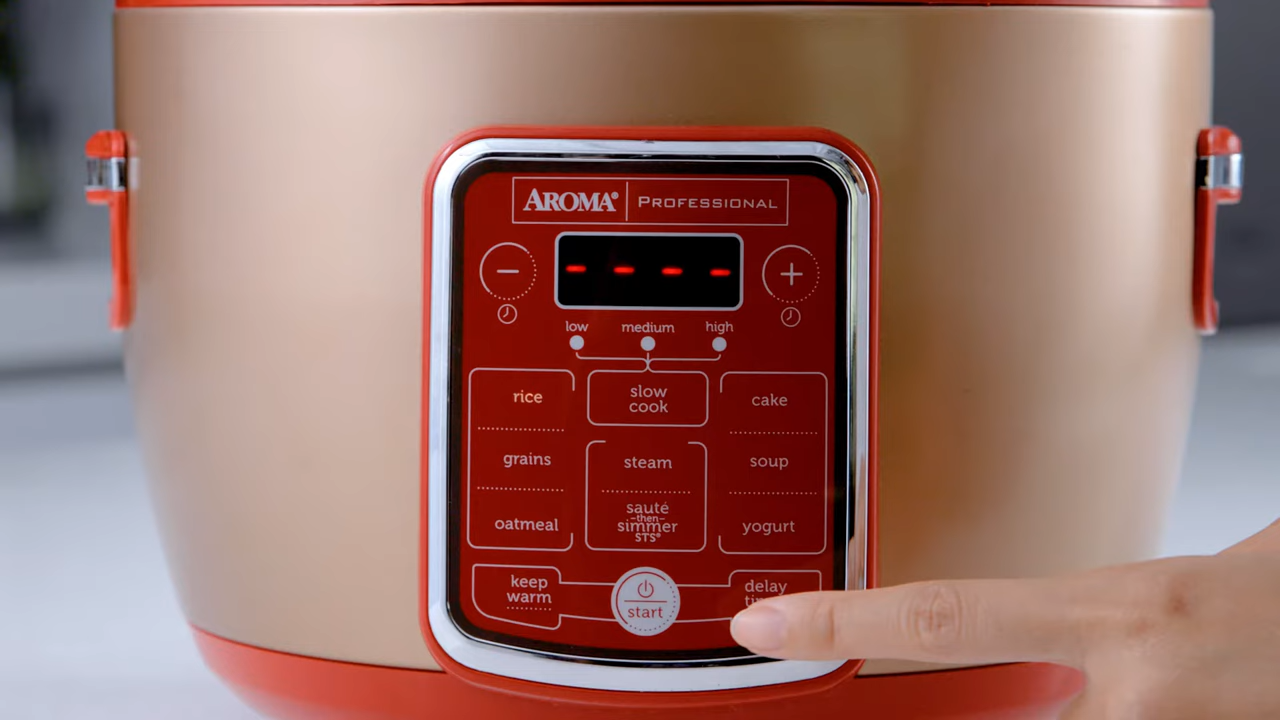 AROMA® PROFESSIONAL
- - - -
− +
low medium high
rice
slow
cook
cake
grains
steam
soup
oatmeal
sauté
-then-
simmer
STS®
yogurt
keep
warm
start
delay